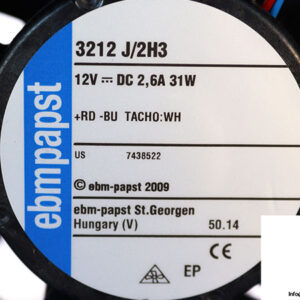 ebmpapst
3212 J/2H3
12V ⎓ DC 2,6A 31W
+RD -BU TACHO:WH
US 7438522
© ebm-papst 2009
ebm-papst St.Georgen
Hungary (V) 50.14
CE
EP